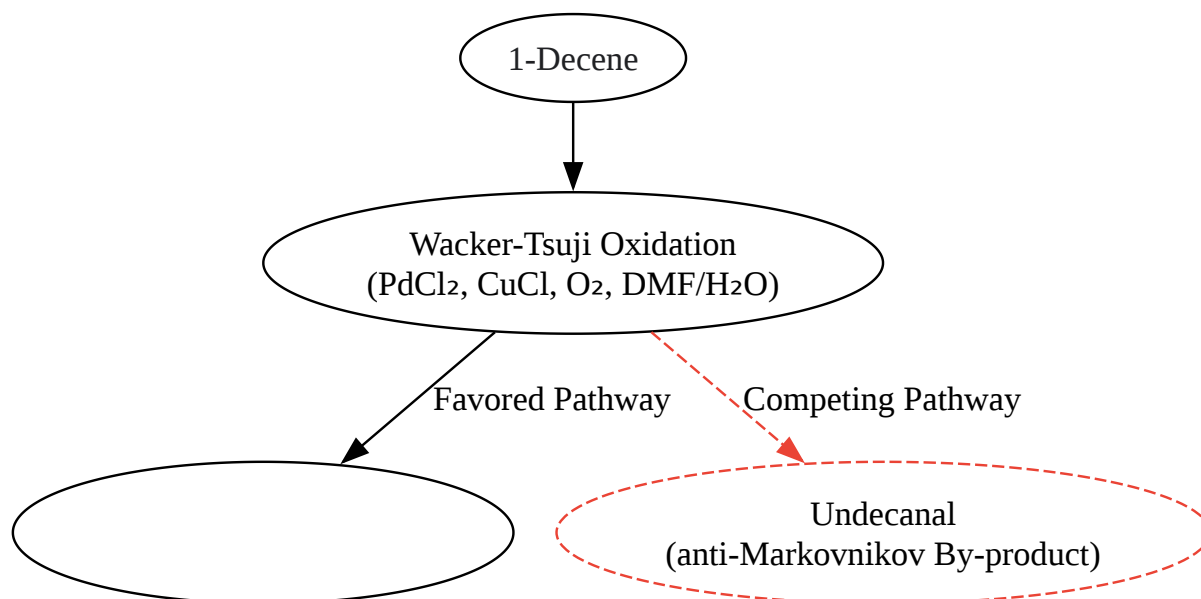 1-Decene
Wacker-Tsuji Oxidation
(PdCl₂, CuCl, O₂, DMF/H₂O)
Favored Pathway
Competing Pathway
Undecanal
(anti-Markovnikov By-product)